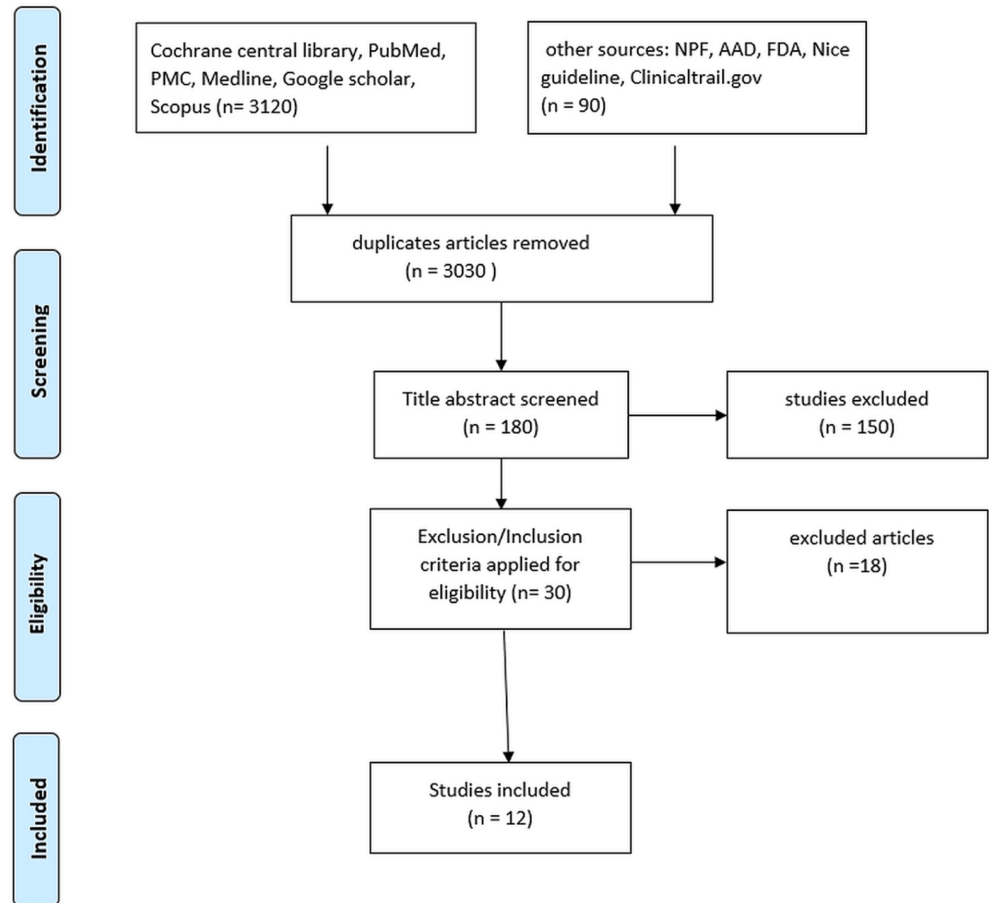 Identification
Cochrane central library, PubMed,
PMC, Medline, Google scholar,
Scopus (n= 3120)
other sources: NPF, AAD, FDA, Nice
guideline, Clinicaltrail.gov
(n = 90)
duplicates articles removed
(n = 3030 )
Screening
Title abstract screened
(n = 180)
studies excluded
(n = 150)
Eligibility
Exclusion/Inclusion
criteria applied for
eligibility (n= 30)
excluded articles
(n =18)
Included
Studies included
(n = 12)